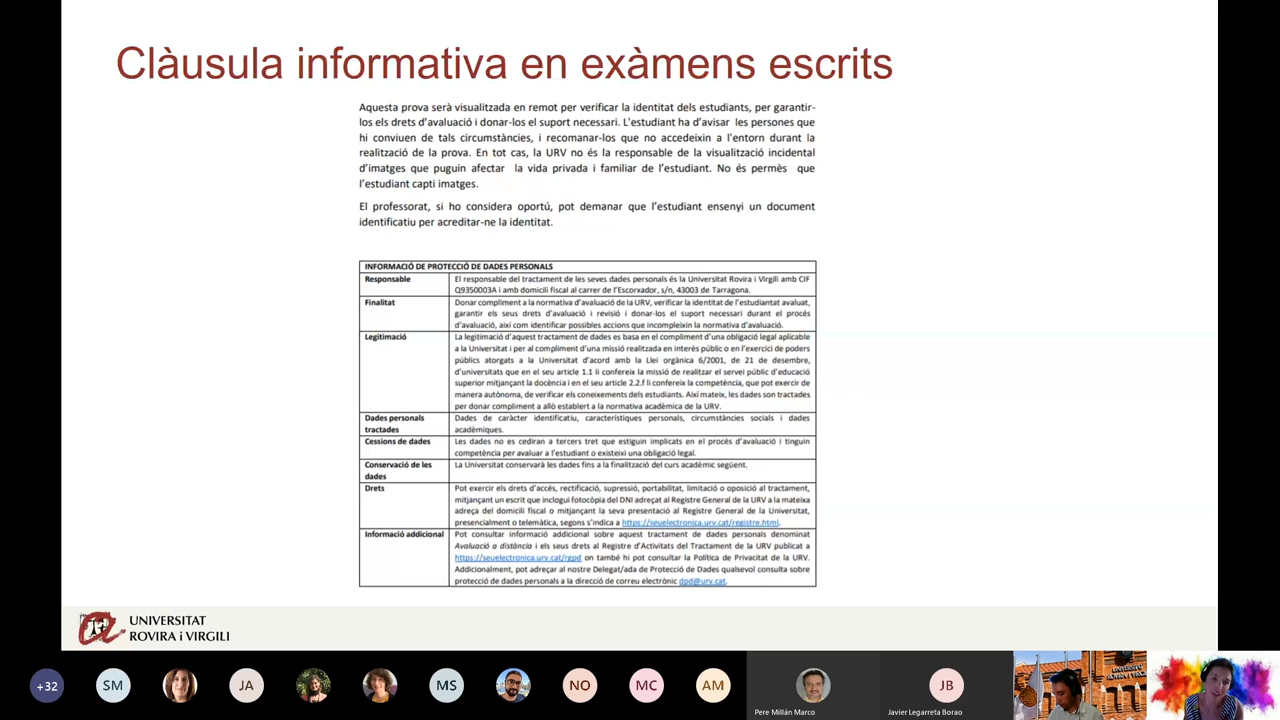 Clàusula informativa en exàmens escrits
Aquesta prova serà visualitzada en remot per verificar la identitat dels estudiants, per garantir-
los els drets d'avaluació i donar-los el suport necessari. L'estudiant ha d'avisar les persones que
hi conviuen de tals circumstàncies, i recomanar-los que no accedeixin a l'entorn durant la
realització de la prova. En tot cas, la URV no és la responsable de la visualització incidental
d'imatges que puguin afectar la vida privada i familiar de l'estudiant. No és permès que
l'estudiant capti imatges.
El professorat, si ho considera oportú, pot demanar que l'estudiant ensenyi un document
identificatiu per acreditar-ne la identitat.
INFORMACIÓ DE PROTECCIÓ DE DADES PERSONALS
Responsable
El responsable del tractament de les seves dades personals és la Universitat Rovira i Virgili amb CIF
Q9350003A i amb domicili fiscal al carrer de l'Escorxador, s/n, 43003 de Tarragona.
Finalitat
Donar compliment a la normativa d'avaluació de la URV, verificar la identitat de l'estudiantat avaluat,
garantir els seus drets d'avaluació i revisió i donar-los el suport necessari durant el procés
d'avaluació, així com identificar possibles accions que incompleixin la normativa d'avaluació.
Legitimació
La legitimació d'aquest tractament de dades es basa en el compliment d'una obligació legal aplicable
a la Universitat i per al compliment d'una missió realitzada en interès públic o en l'exercici de poders
públics atorgats a la Universitat d'acord amb la Llei orgànica 6/2001, de 21 de desembre,
d'universitats que en el seu article 1.1 li confereix la missió de realitzar el servei públic d'educació
superior mitjançant la docència i en el seu article 2.2.f li confereix la competència, que pot exercir de
manera autònoma, de verificar els coneixements dels estudiants. Així mateix, les dades son tractades
per donar compliment a allò establert a la normativa acadèmica de la URV.
Dades personals
tractades
Dades de caràcter identificatiu, característiques personals, circumstàncies socials i dades
acadèmiques.
Cessions de dades
Les dades no es cediran a tercers tret que estiguin implicats en el procés d'avaluació i tinguin
competència per avaluar a l'estudiant o existeixi una obligació legal.
Conservació de les
dades
La Universitat conservarà les dades fins a la finalització del curs acadèmic següent.
Drets
Pot exercir els drets d'accés, rectificació, supressió, portabilitat, limitació o oposició al tractament,
mitjançant un escrit que inclogui fotocòpia del DNI adreçat al Registre General de la URV a la mateixa
adreça del domicili fiscal o mitjançant la seva presentació al Registre General de la Universitat,
presencialment o telemàtica, segons s'indica a https://seuelectronica.urv.cat/registre.html.
Informació addicional
Pot consultar informació addicional sobre aquest tractament de dades personals denominat
Avaluació a distància i els seus drets al Registre d'Activitats del Tractament de la URV publicat a
https://seuelectronica.urv.cat/rgpd on també hi pot consultar la Política de Privacitat de la URV.
Addicionalment, pot adreçar al nostre Delegat/ada de Protecció de Dades qualsevol consulta sobre
protecció de dades personals a la direcció de correu electrònic dpd@urv.cat.
UNIVERSITAT
ROVIRA i VIRGILI
+32
SM
JA
MS
NO
MC
AM
Pere Millán Marco
JB
Javier Legarreta Borao